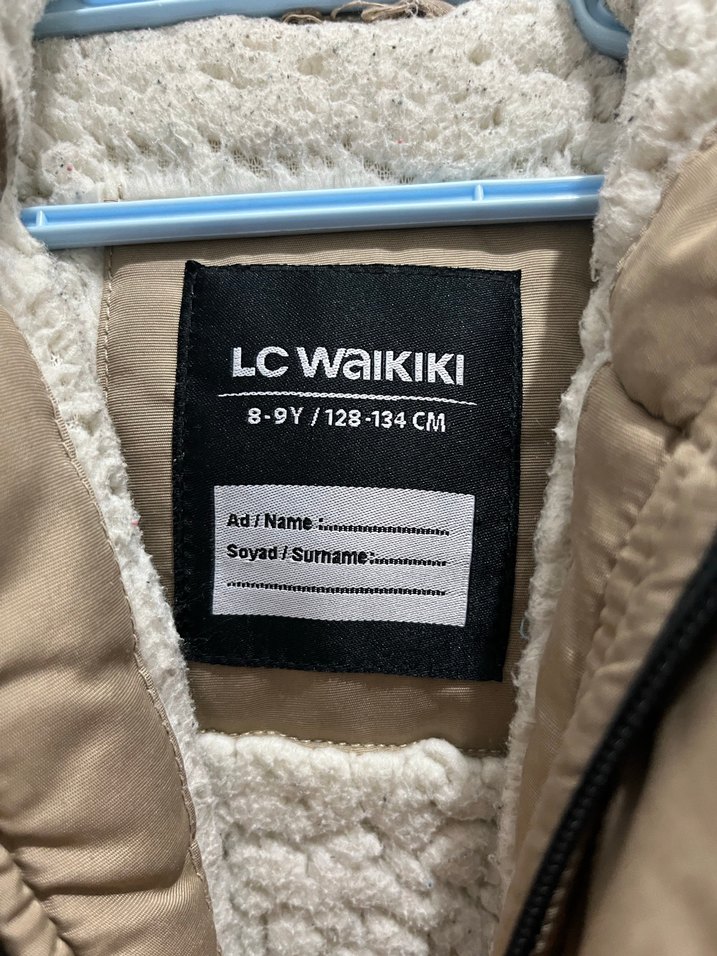 LC WAIKIKI
8-9Y / 128-134 CM
Ad / Name :..............................
Soyad / Surname:.................
......................................................